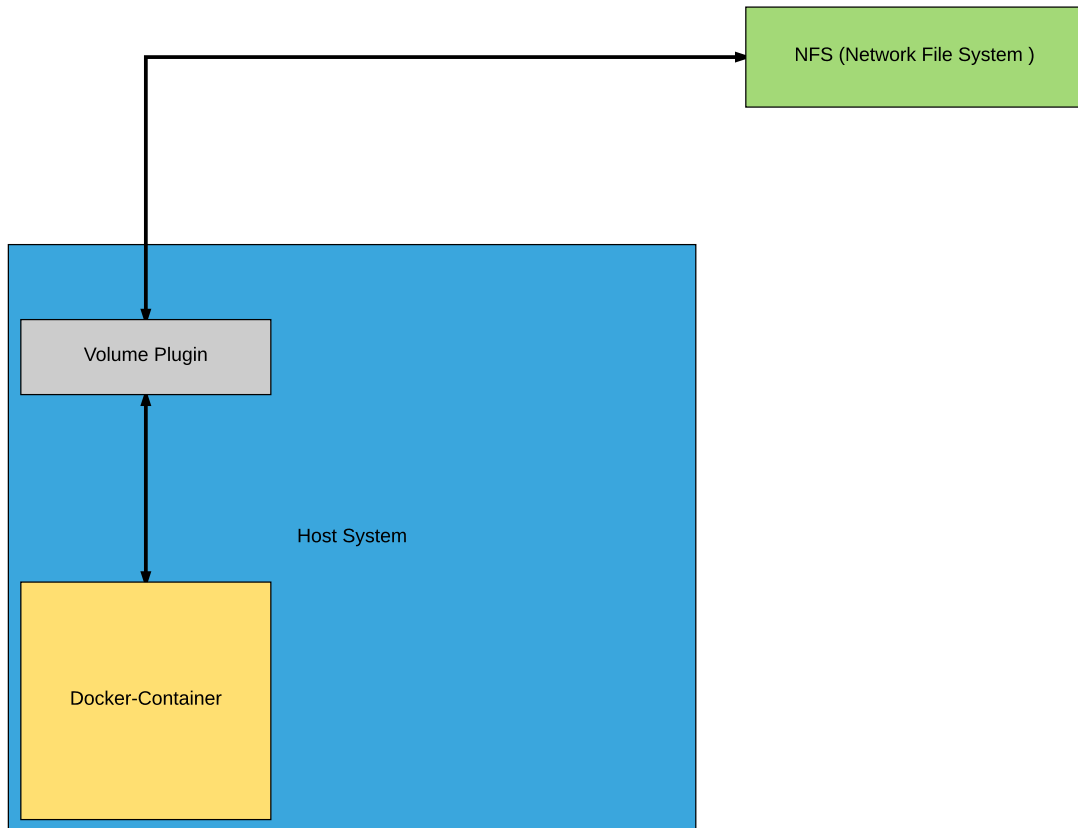 NFS (Network File System )
Volume Plugin
Host System
Docker-Container